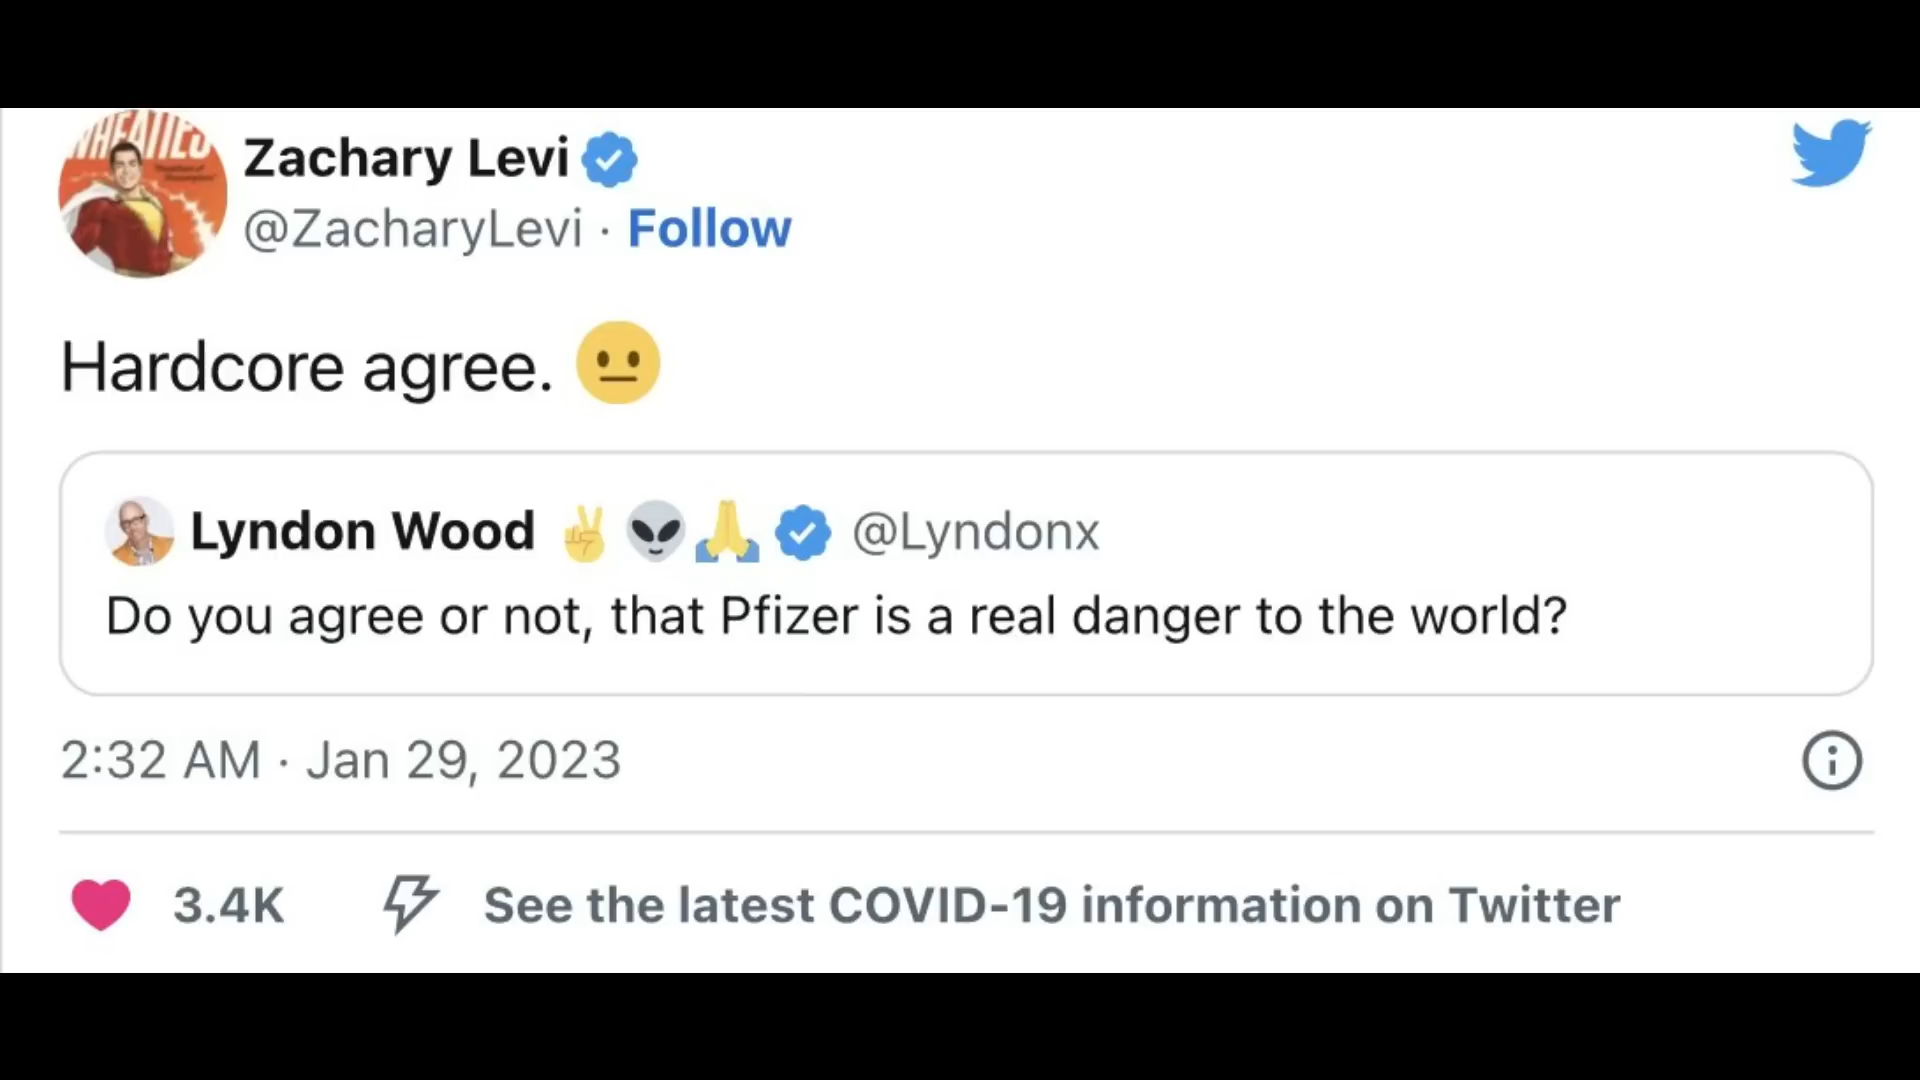 WHEATIES
Zachary Levi
@ZacharyLevi · Follow
Hardcore agree. 😐
Lyndon Wood ✌👽🙏 @Lyndonx
Do you agree or not, that Pfizer is a real danger to the world?
2:32 AM · Jan 29, 2023
3.4K See the latest COVID-19 information on Twitter